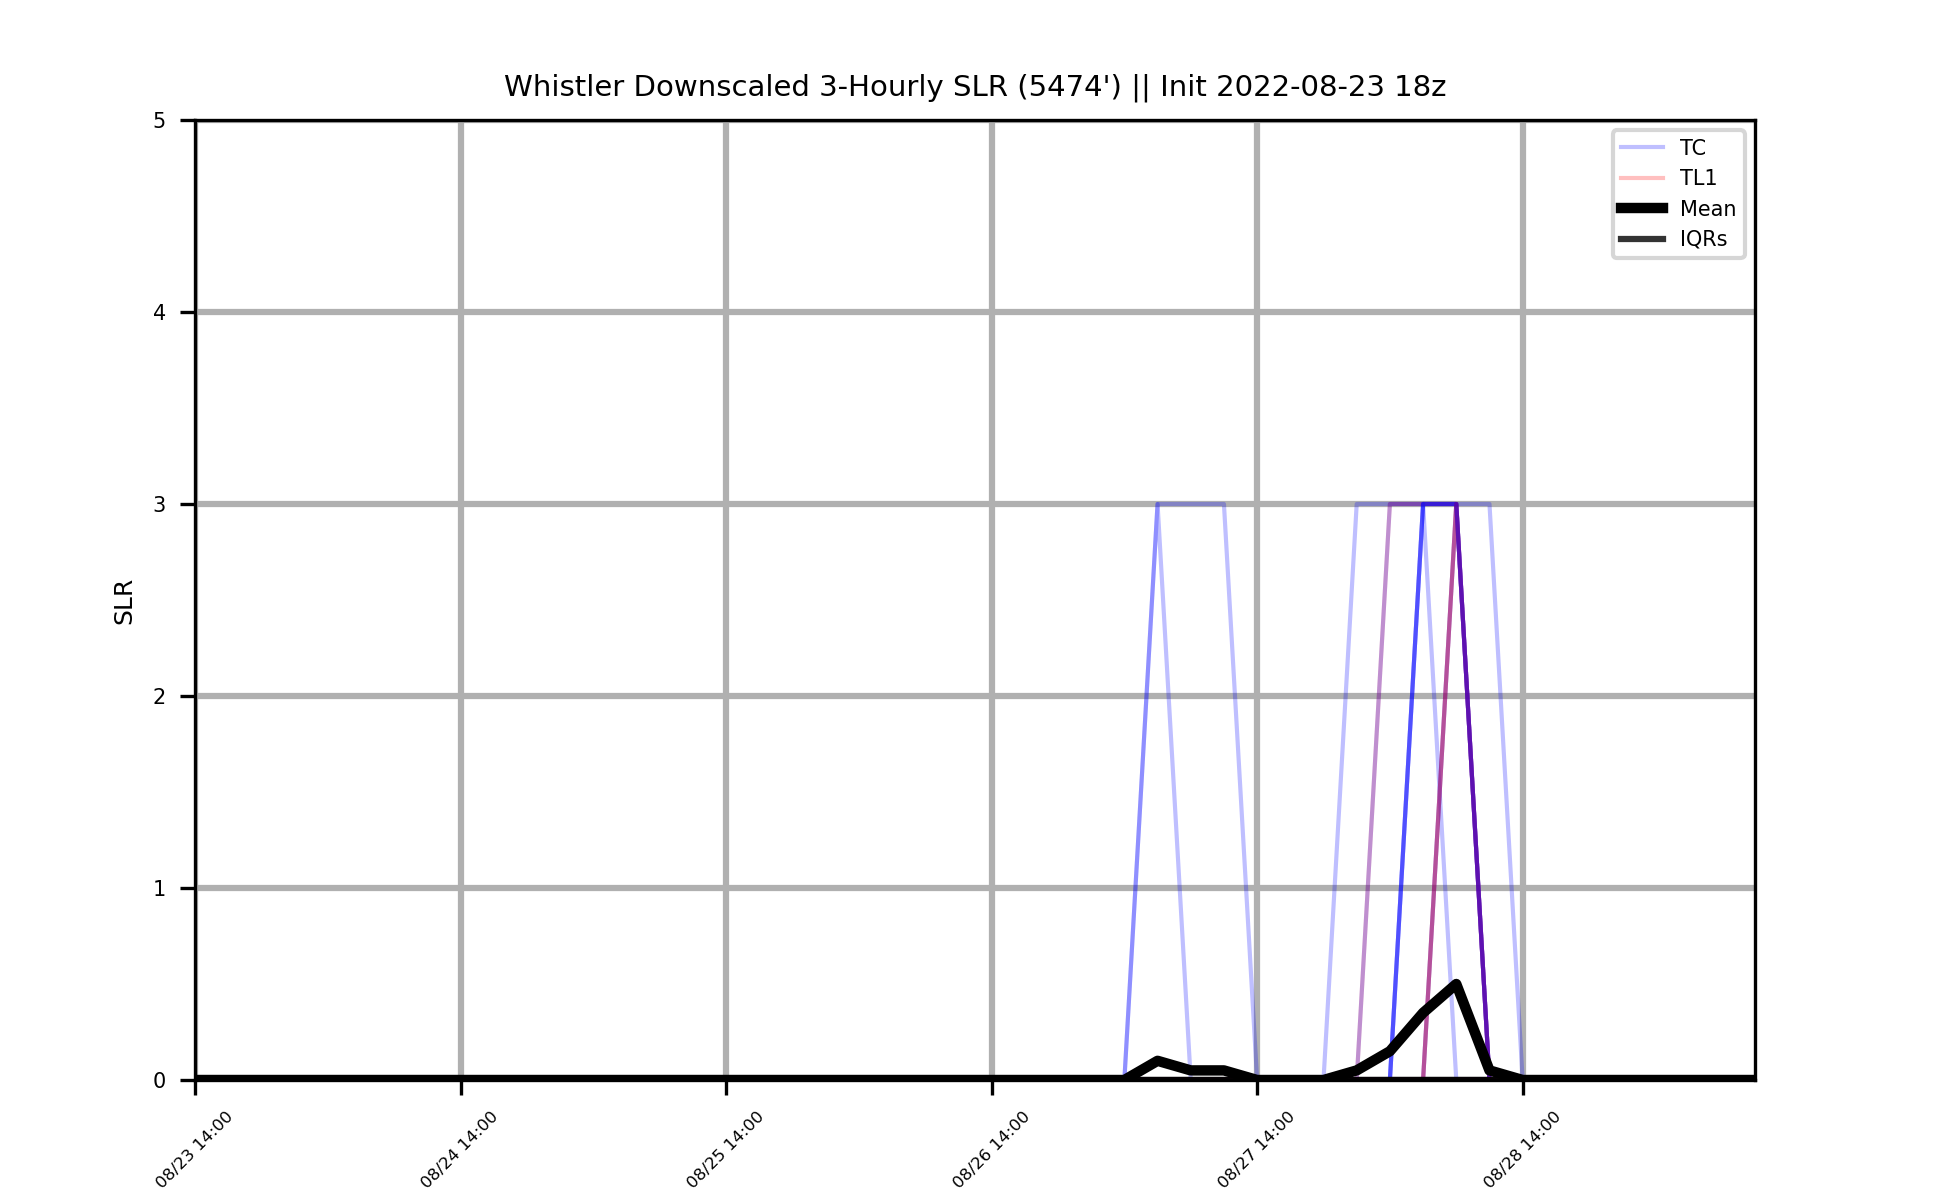 Whistler Downscaled 3-Hourly SLR (5474') || Init 2022-08-23 18z
TC
TL1
Mean
IQRs
SLR
5
4
3
2
1
0
08/23 14:00
08/24 14:00
08/25 14:00
08/26 14:00
08/27 14:00
08/28 14:00